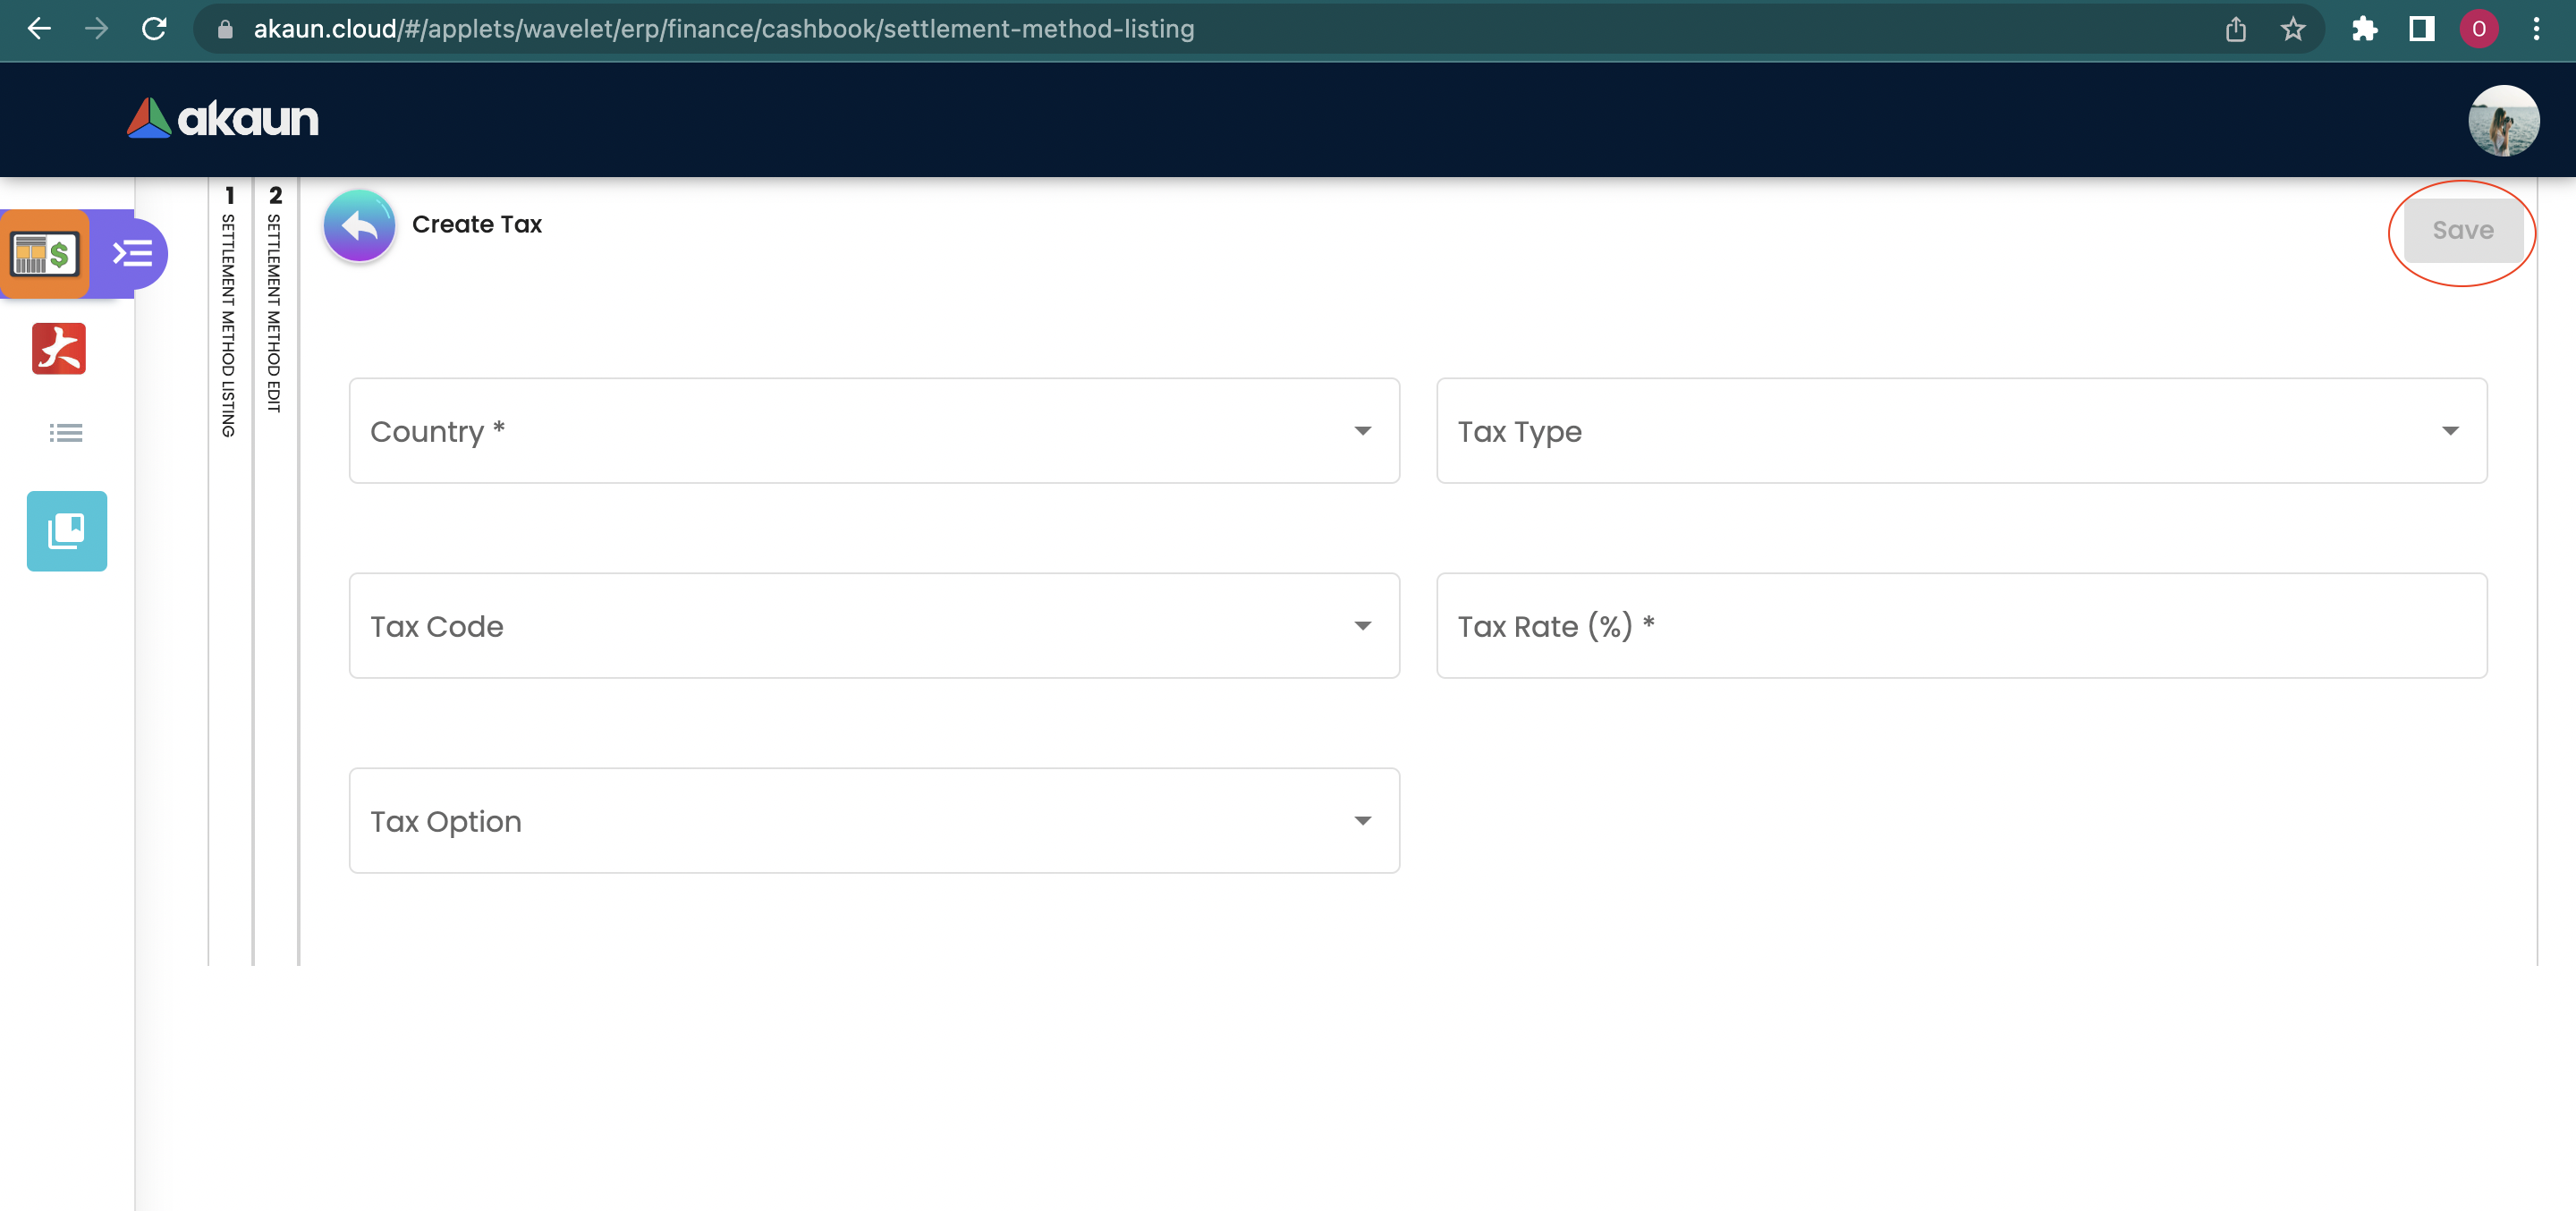 akaun.cloud/#/applets/wavelet/erp/finance/cashbook/settlement-method-listing
O
akaun
1
SETTLEMENT METHOD LISTING
2
SETTLEMENT METHOD EDIT
Create Tax
Save
$
Country *
Tax Type
Tax Code
Tax Rate (%) *
Tax Option